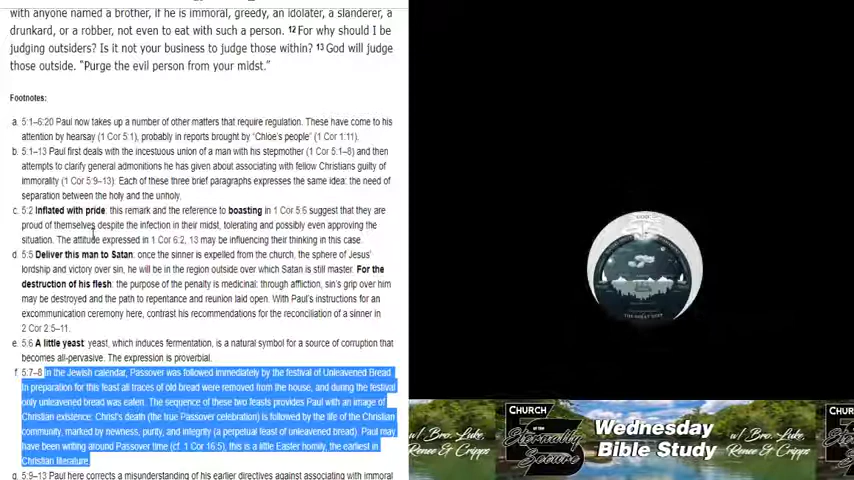 with anyone named a brother, if he is immoral, greedy, an idolater, a slanderer, a
drunkard, or a robber, not even to eat with such a person. 12 For why should I be
judging outsiders? Is it not your business to judge those within? 13 God will judge
those outside. “Purge the evil person from your midst.”
Footnotes:
a. 5:1–6:20 Paul now takes up a number of other matters that require regulation. These have come to his
attention by hearsay (1 Cor 5:1), probably in reports brought by “Chloe’s people” (1 Cor 1:11).
b. 5:1–13 Paul first deals with the incestuous union of a man with his stepmother (1 Cor 5:1–8) and then
attempts to clarify general admonitions he has given about associating with fellow Christians guilty of
immorality (1 Cor 5:9–13). Each of these three brief paragraphs expresses the same idea: the need of
separation between the holy and the unholy.
c. 5:2 Inflated with pride: this remark and the reference to boasting in 1 Cor 5:6 suggest that they are
proud of themselves despite the infection in their midst, tolerating and possibly even approving the
situation. The attitude expressed in 1 Cor 6:2, 13 may be influencing their thinking in this case.
d. 5:5 Deliver this man to Satan: once the sinner is expelled from the church, the sphere of Jesus’
lordship and victory over sin, he will be in the region outside over which Satan is still master. For the
destruction of his flesh: the purpose of the penalty is medicinal: through affliction, sin’s grip over him
may be destroyed and the path to repentance and reunion laid open. With Paul’s instructions for an
excommunication ceremony here, contrast his recommendations for the reconciliation of a sinner in
2 Cor 2:5–11.
e. 5:6 A little yeast: yeast, which induces fermentation, is a natural symbol for a source of corruption that
becomes all-pervasive. The expression is proverbial.
f. 5:7–8 In the Jewish calendar, Passover was followed immediately by the festival of Unleavened Bread.
In preparation for this feast all traces of old bread were removed from the house, and during the festival
only unleavened bread was eaten. The sequence of these two feasts provides Paul with an image of
Christian existence: Christ’s death (the true Passover celebration) is followed by the life of the Christian
community, marked by newness, purity, and integrity (a perpetual feast of unleavened bread). Paul may
have been writing around Passover time (cf. 1 Cor 16:5); this is a little Easter homily, the earliest in
Christian literature.
g. 5:9–13 Paul here corrects a misunderstanding of his earlier directives against associating with immoral
THE GREAT DEEP
CHURCH
of the
Eternally
Secure
Wednesday
Bible Study
w/ Bro. Luke,
Renee & Cripps
w/ Bro. Luke,
Renee & Cripps
CHURCH